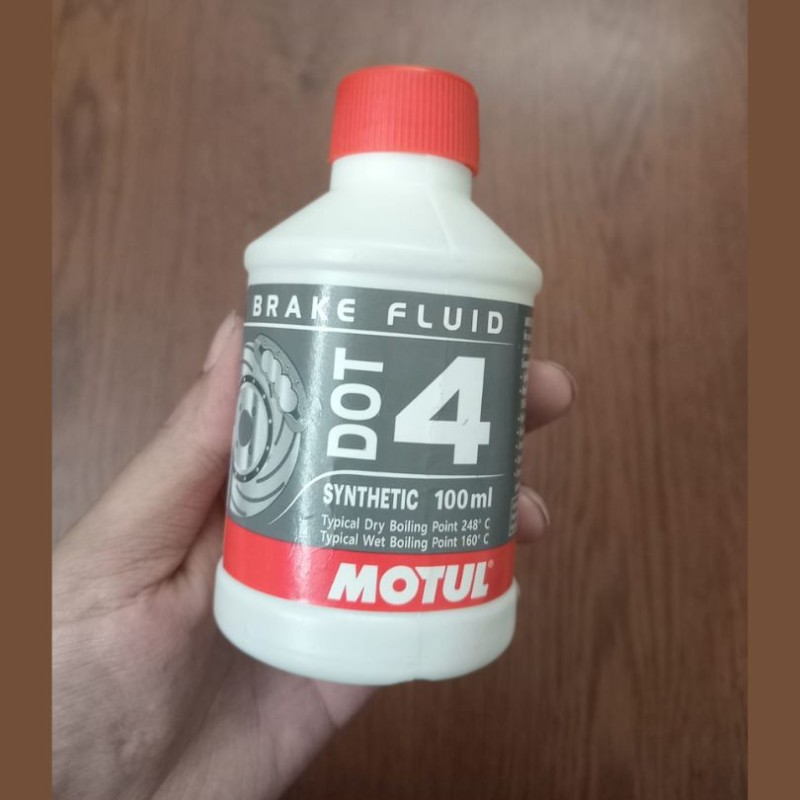 BRAKE FLUID
DOT 4
SYNTHETIC 100ml
Typical Dry Boiling Point 248° C
Typical Wet Boiling Point 160° C
MOTUL®